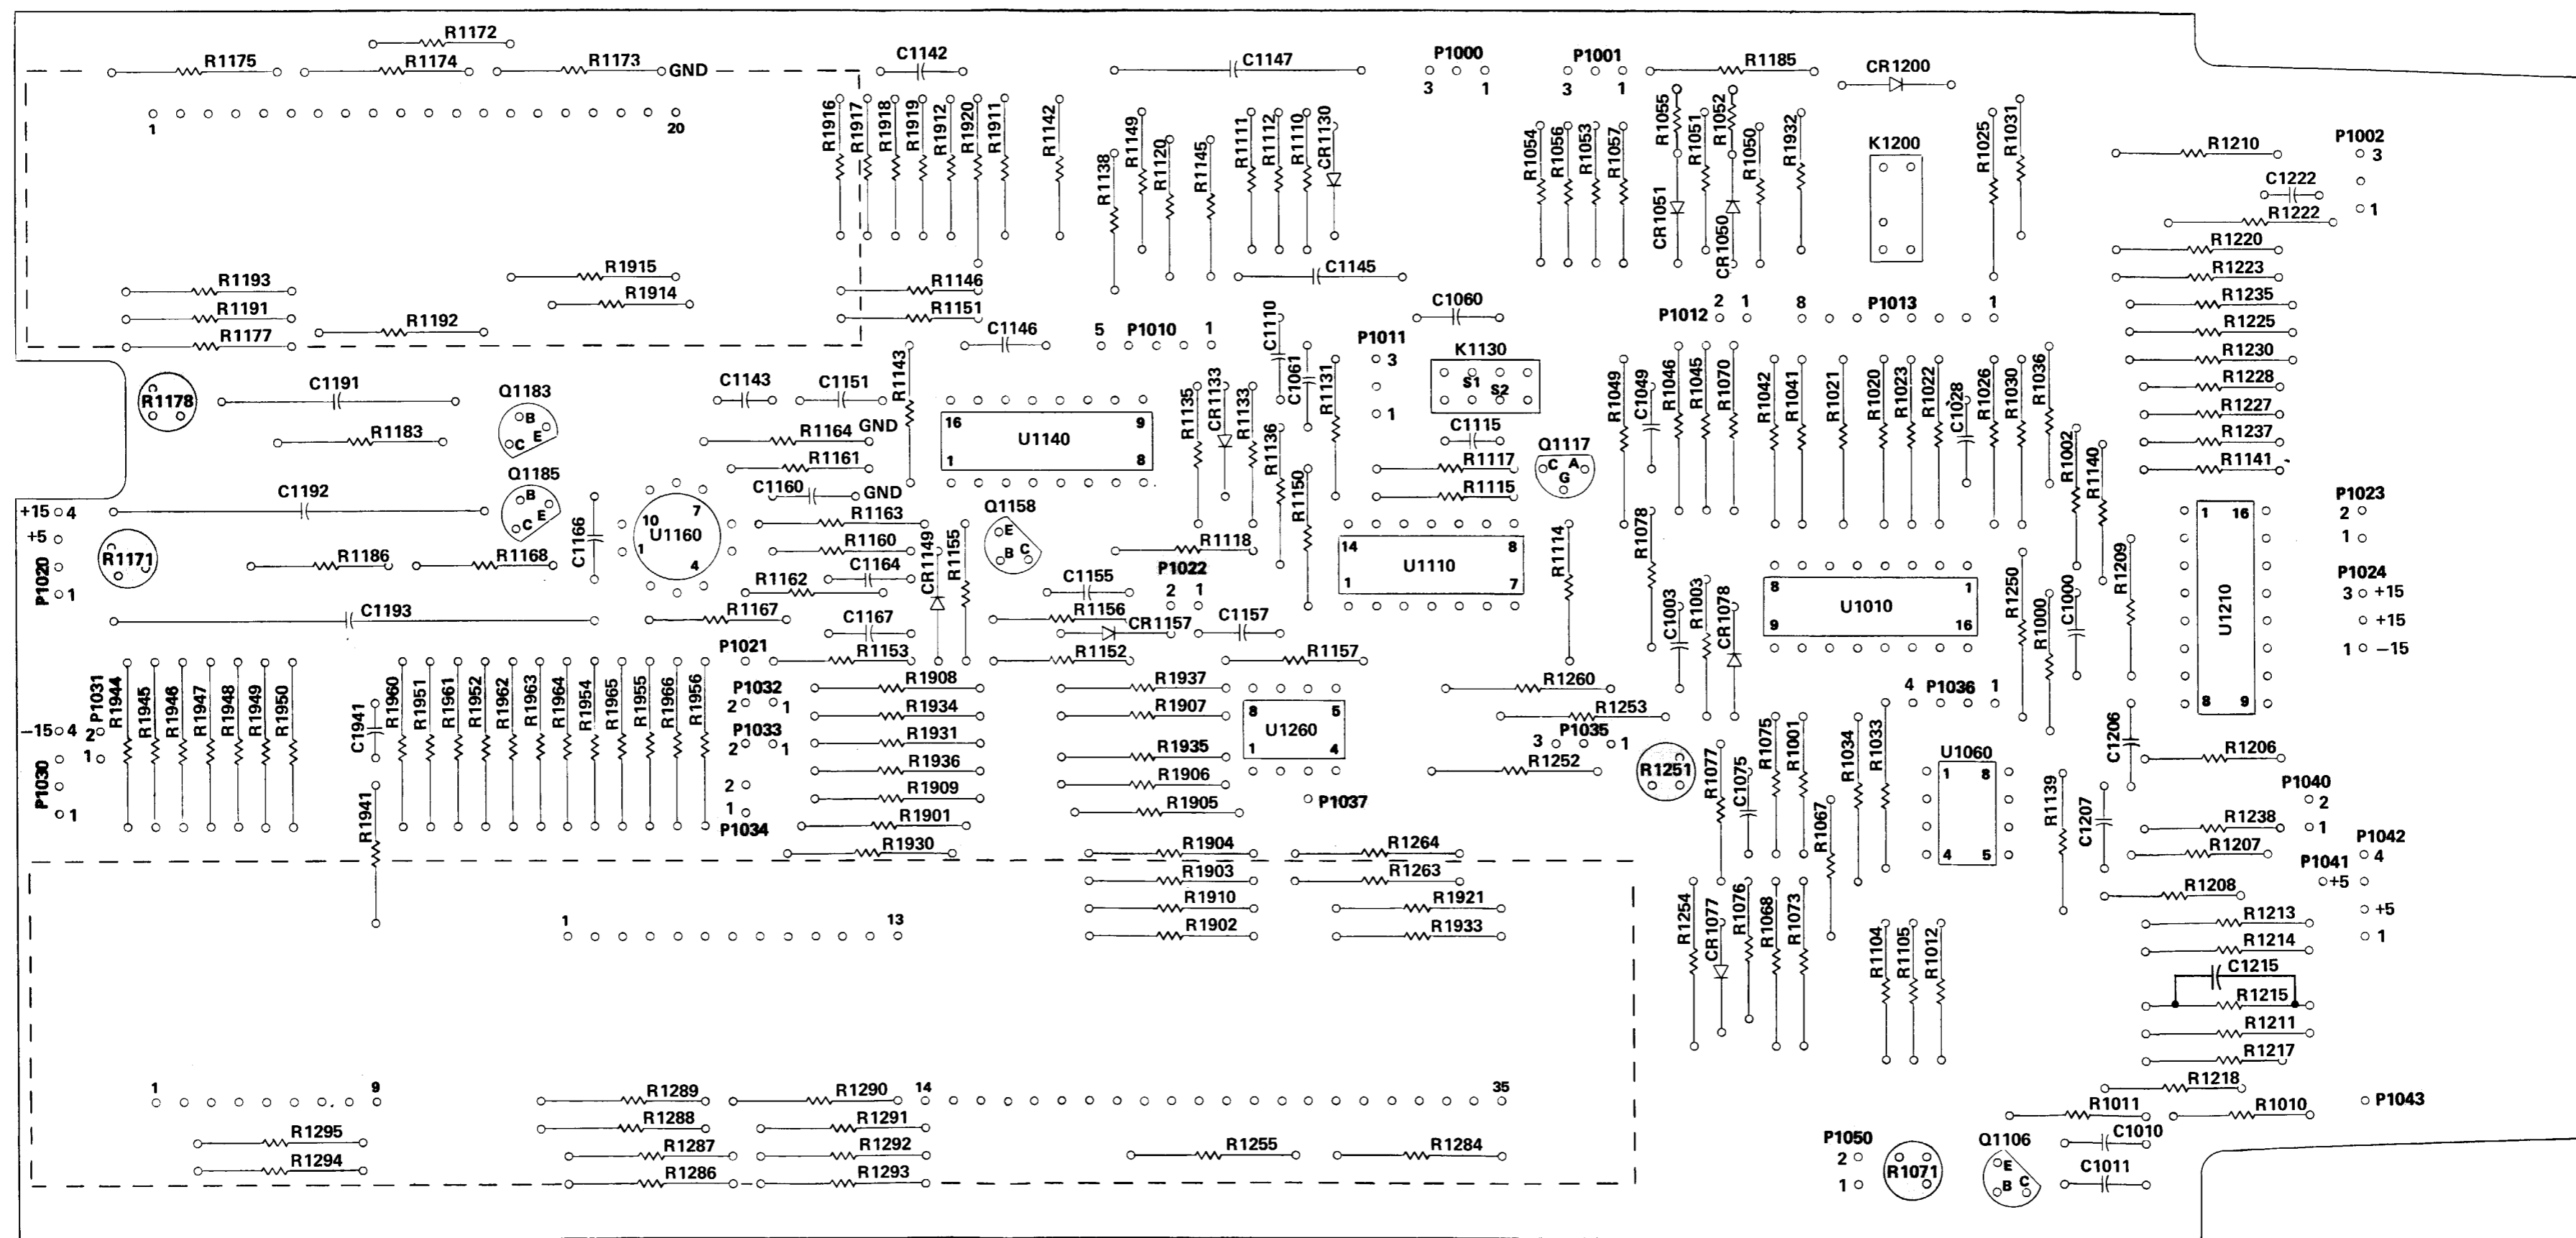 R1172
R1175 R1174 R1173 GND C1142 C1147 P1000 P1001 R1185 CR1200
3 1 3 1
1 20
R1916 R1917 R1918 R1919 R1912 R1920 R1911 R1142 R1138 R1149 R1120 R1145 R1111 R1112 R1110 CR1130
R1054 R1056 R1053 R1057 R1055 CR1051 R1051 R1052 CR1050 R1050 R1932 K1200 R1025 R1031
R1210 P1002
3
C1222
R1222 1
R1220
R1223
R1235
R1225
R1230
R1228
R1227
R1237
R1141
R1193 R1915 R1146 C1145
R1191 R1914 R1151 C1060
R1177 R1192 C1146 5 P1010 1 C1110 P1011 3 1
P1012 2 1 8 P1013 1
R1178 C1191 Q1183 B E C C1143 C1151 R1143
R1183 R1164 GND
U1140 16 9 1 8
R1135 CR1133 R1133 R1136 C1061 R1131 R1150
K1130 S1 S2
C1115 Q1117 C A G
R1117
R1115
R1049 C1049 R1046 R1045 R1070 R1042 R1041 R1021 R1020 R1023 R1022 C1028 R1026 R1030 R1036 R1002 R1140
Q1185 B E C R1161
C1192 C1160 GND
+15 4 R1163
+5 R1160
P1020 1 R1171 R1186 R1168 C1166
U1160 10 7 1 4
C1164 R1162 CR1149 R1155
Q1158 E B C
R1118
P1022 2 1
C1155
R1156
CR1157 C1157
U1110 14 8 1 7
R1114 R1078 C1003 R1003 CR1078
U1010 8 1 9 16
R1250 R1000 C1000 R1209
U1210 1 16 8 9
P1023 2 1
P1024
3 +15
+15
1 −15
C1193 R1167 C1167
P1021 R1153 R1152 R1157
−15 4 P1031 2 1
P1030 1
R1944 R1945 R1946 R1947 R1948 R1949 R1950 C1941 R1941 R1960 R1951 R1961 R1952 R1962 R1963 R1964 R1954 R1965 R1955 R1966 R1956
P1032 2 1
P1033 2 1
2 1 P1034
R1908 R1937 R1260
R1934 R1907 R1253
R1931 R1935
R1936 R1906 R1252
R1909 R1905 P1037
R1901
R1930 R1904 R1264
R1903 R1263
R1910 R1921
R1902 R1933
U1260 8 5 1 4
P1035 3 1
R1251
R1077 C1075 R1075 R1001 R1067 R1034 R1033
4 P1036 1
U1060 1 8 4 5
R1139 C1207 C1206
R1206
P1040 2 1
R1238
R1207
P1042 4
P1041 +5
R1208
+5
1
R1254 CR1077 R1076 R1068 R1073 R1104 R1105 R1012
R1213
R1214
C1215
R1215
R1211
R1217
R1218
R1011 R1010 P1043
C1010
C1011
1 13
1 9 R1289 R1290 14 35
R1288 R1291
R1295 R1287 R1292 R1255 R1284
R1294 R1286 R1293
P1050 2 1 R1071 Q1106 E B C